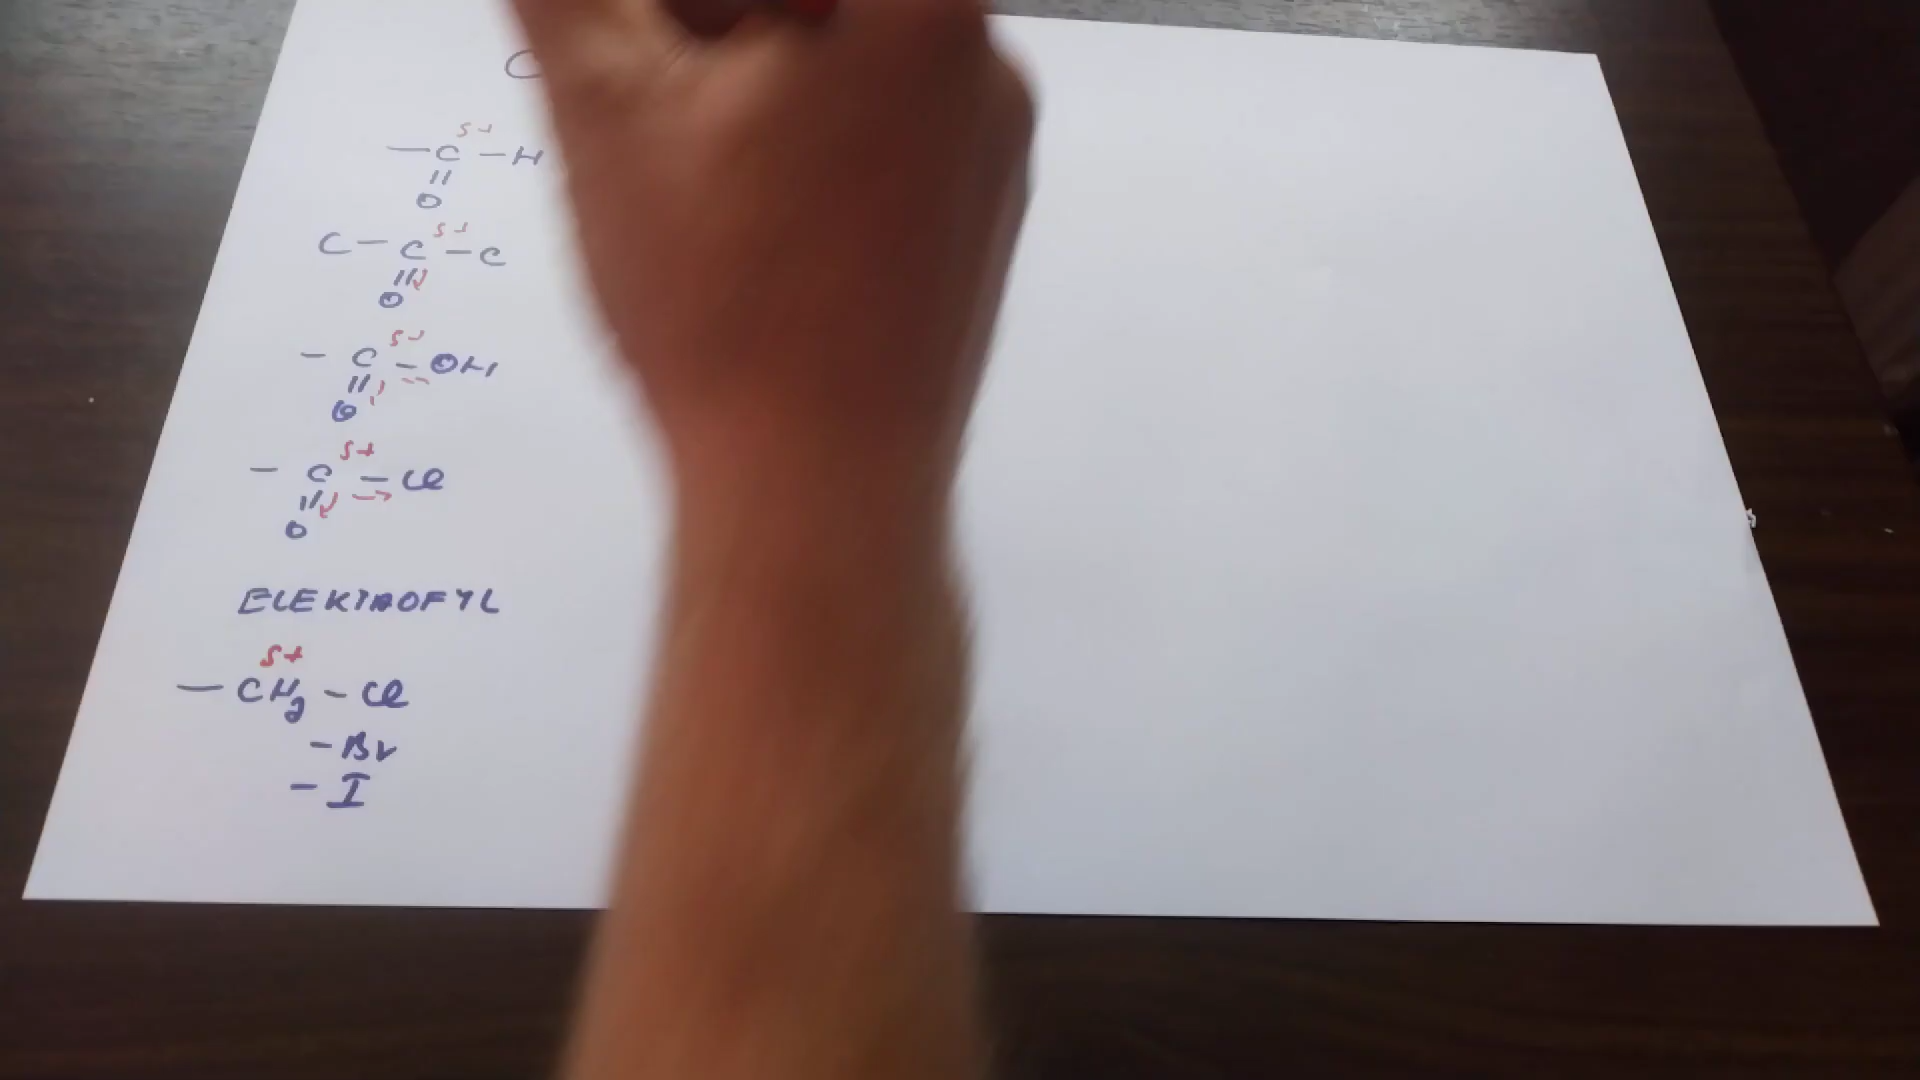 C
δ+
— C — H
||
O
δ+
C — C — C
||
O
δ+
— C — OH
||
O
δ+
— C — Cl
||
O
ELEKTROFYL
δ+
— CH₂ — Cl
— Br
— I